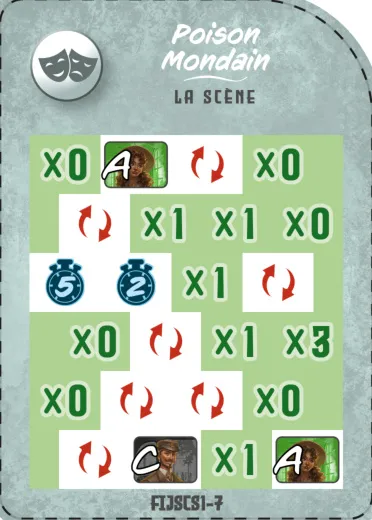 Poison
Mondain
LA SCÈNE
X0 A X0
X1 X1 X0
5 2 X1
X0 X1 X3
X0 X0
C X1 A
FIJSCS1-7